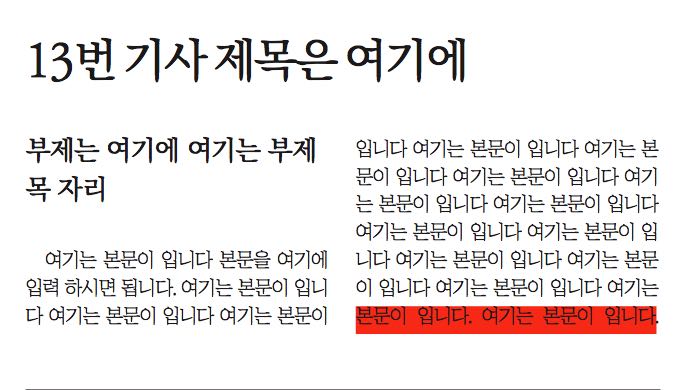 13번 기사 제목은 여기에
부제는 여기에 여기는 부제
목 자리
여기는 본문이 입니다 본문을 여기에
입력 하시면 됩니다. 여기는 본문이 입니
다 여기는 본문이 입니다 여기는 본문이
입니다 여기는 본문이 입니다 여기는 본
문이 입니다 여기는 본문이 입니다 여기
는 본문이 입니다 여기는 본문이 입니다
여기는 본문이 입니다 여기는 본문이 입
니다 여기는 본문이 입니다 여기는 본문
이 입니다 여기는 본문이 입니다 여기는
본문이 입니다. 여기는 본문이 입니다.